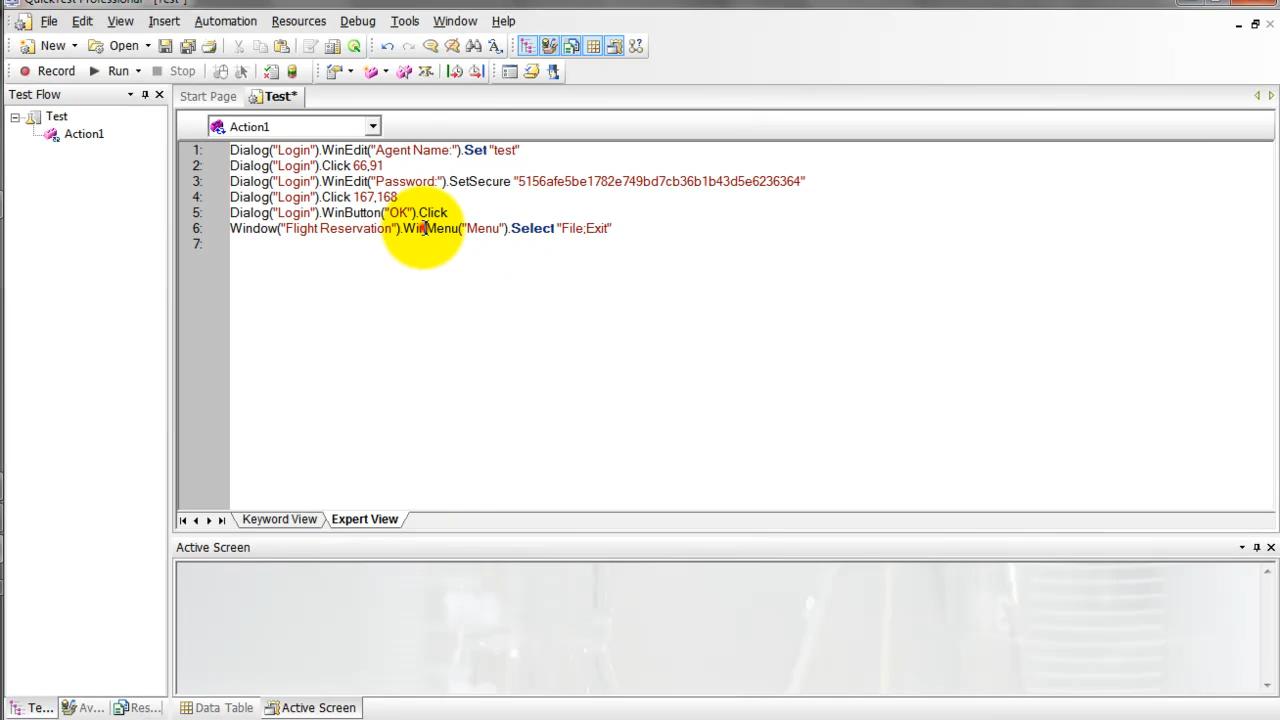 QuickTest Professional - [Test ]
File Edit View Insert Automation Resources Debug Tools Window Help
New Open
Record Run Stop
Test Flow
Start Page Test*
Test
Action1
Action1
1: Dialog("Login").WinEdit("Agent Name:").Set "test"
2: Dialog("Login").Click 66,91
3: Dialog("Login").WinEdit("Password:").SetSecure "5156afe5be1782e749bd7cb36b1b43d5e6236364"
4: Dialog("Login").Click 167,168
5: Dialog("Login").WinButton("OK").Click
6: Window("Flight Reservation").WinMenu("Menu").Select "File;Exit"
7:
Keyword View Expert View
Active Screen
Te... Av... Res... Data Table Active Screen